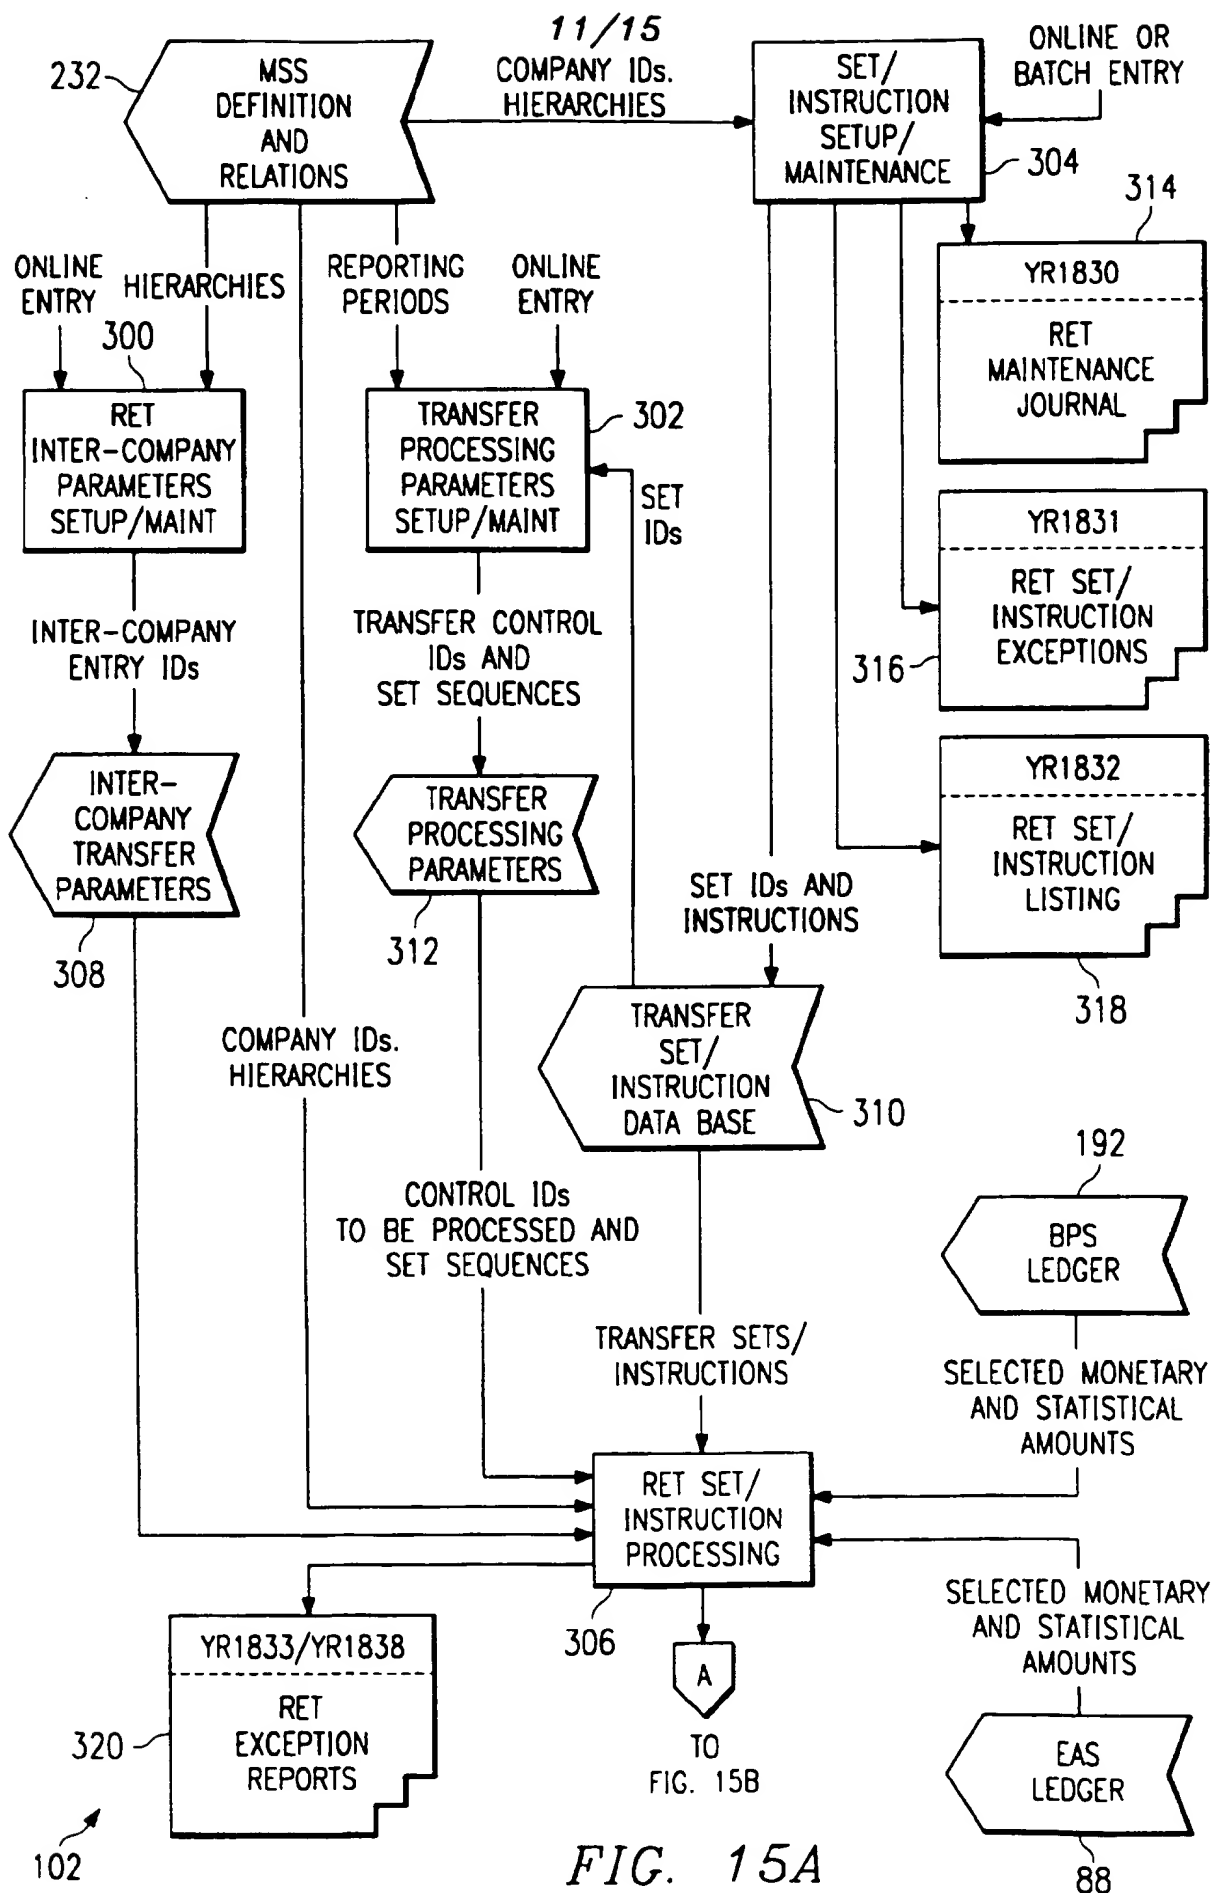 11/15
232
MSS
DEFINITION
AND
RELATIONS
COMPANY IDs.
HIERARCHIES
SET/
INSTRUCTION
SETUP/
MAINTENANCE
ONLINE OR
BATCH ENTRY
304
314
YR1830
RET
MAINTENANCE
JOURNAL
ONLINE
ENTRY
HIERARCHIES
REPORTING
PERIODS
ONLINE
ENTRY
300
RET
INTER-COMPANY
PARAMETERS
SETUP/MAINT
TRANSFER
PROCESSING
PARAMETERS
SETUP/MAINT
302
SET
IDs
YR1831
RET SET/
INSTRUCTION
EXCEPTIONS
316
INTER-COMPANY
ENTRY IDs
TRANSFER CONTROL
IDs AND
SET SEQUENCES
YR1832
RET SET/
INSTRUCTION
LISTING
318
INTER-
COMPANY
TRANSFER
PARAMETERS
308
TRANSFER
PROCESSING
PARAMETERS
312
SET IDs AND
INSTRUCTIONS
COMPANY IDs.
HIERARCHIES
TRANSFER
SET/
INSTRUCTION
DATA BASE
310
CONTROL IDs
TO BE PROCESSED AND
SET SEQUENCES
192
BPS
LEDGER
TRANSFER SETS/
INSTRUCTIONS
SELECTED MONETARY
AND STATISTICAL
AMOUNTS
RET SET/
INSTRUCTION
PROCESSING
306
SELECTED MONETARY
AND STATISTICAL
AMOUNTS
YR1833/YR1838
RET
EXCEPTION
REPORTS
320
A
TO
FIG. 15B
EAS
LEDGER
88
102
FIG. 15A